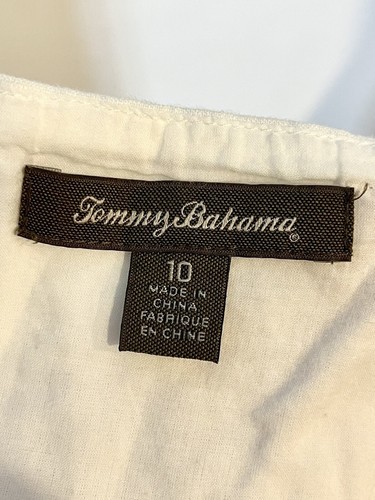 Tommy Bahama®
10
MADE IN
CHINA
FABRIQUE
EN CHINE